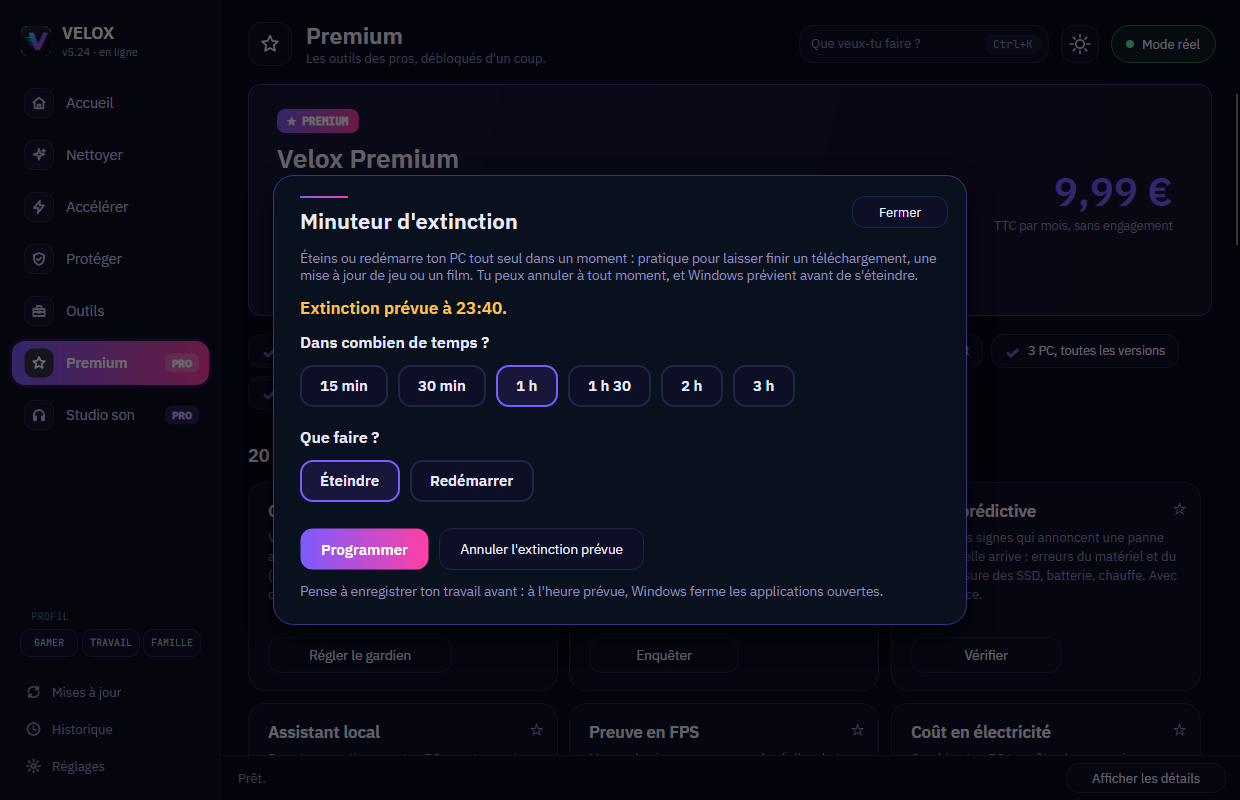 VELOX
v5.24 · en ligne
Accueil
Nettoyer
Accélérer
Protéger
Outils
Premium PRO
Studio son PRO
PROFIL
GAMER TRAVAIL FAMILLE
Mises à jour
Historique
Réglages
Premium
Les outils des pros, débloqués d'un coup.
Que veux-tu faire ? Ctrl+K
Mode réel
★ PREMIUM
Velox Premium
9,99 €
TTC par mois, sans engagement
3 PC, toutes les versions
20
Minuteur d'extinction
Fermer
Éteins ou redémarre ton PC tout seul dans un moment : pratique pour laisser finir un téléchargement, une
mise à jour de jeu ou un film. Tu peux annuler à tout moment, et Windows prévient avant de s'éteindre.
Extinction prévue à 23:40.
Dans combien de temps ?
15 min 30 min 1 h 1 h 30 2 h 3 h
Que faire ?
Éteindre Redémarrer
Programmer Annuler l'extinction prévue
Pense à enregistrer ton travail avant : à l'heure prévue, Windows ferme les applications ouvertes.
rédictive
signes qui annoncent une panne
elle arrive : erreurs du matériel et du
sure des SSD, batterie, chauffe. Avec
ce.
Régler le gardien Enquêter Vérifier
Assistant local Preuve en FPS Coût en électricité
Prêt.
Afficher les détails